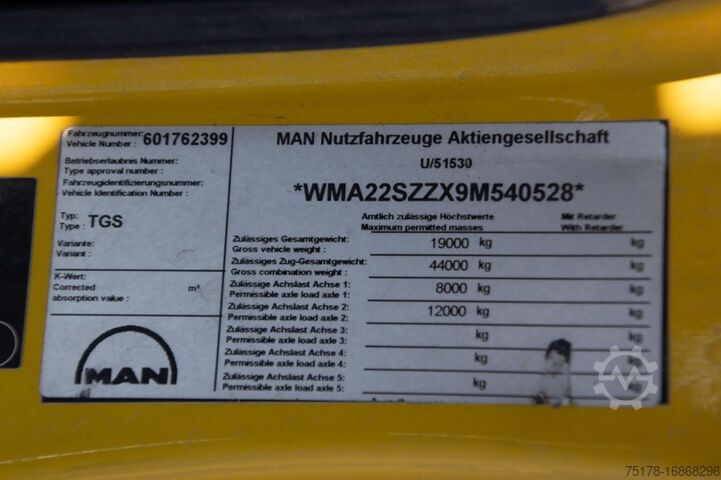 Fahrzeugnummer:
Vehicle Number : 601762399
Betriebserlaubnis Nummer:
Type approval number :
Fahrzeugidentifizierungsnummer:
Vehicle Identification Number :
Typ:
Type : TGS
Variante:
Variant :
K-Wert:
Corrected m³
absorption value :
MAN
MAN Nutzfahrzeuge Aktiengesellschaft
U/51530
*WMA22SZZX9M540528*
Amtlich zulässige Höchstwerte Mit Retarder
Maximum permitted masses With Retarder
Zulässiges Gesamtgewicht:
Gross vehicle weight : 19000 kg kg
Zulässiges Zug-Gesamtgewicht:
Gross combination weight : 44000 kg kg
Zulässige Achslast Achse 1:
Permissible axle load axle 1: 8000 kg kg
Zulässige Achslast Achse 2:
Permissible axle load axle 2: 12000 kg kg
Zulässige Achslast Achse 3:
Permissible axle load axle 3: kg kg
Zulässige Achslast Achse 4:
Permissible axle load axle 4: kg
Zulässige Achslast Achse 5:
Permissible axle load axle 5: kg kg
75178-16868296